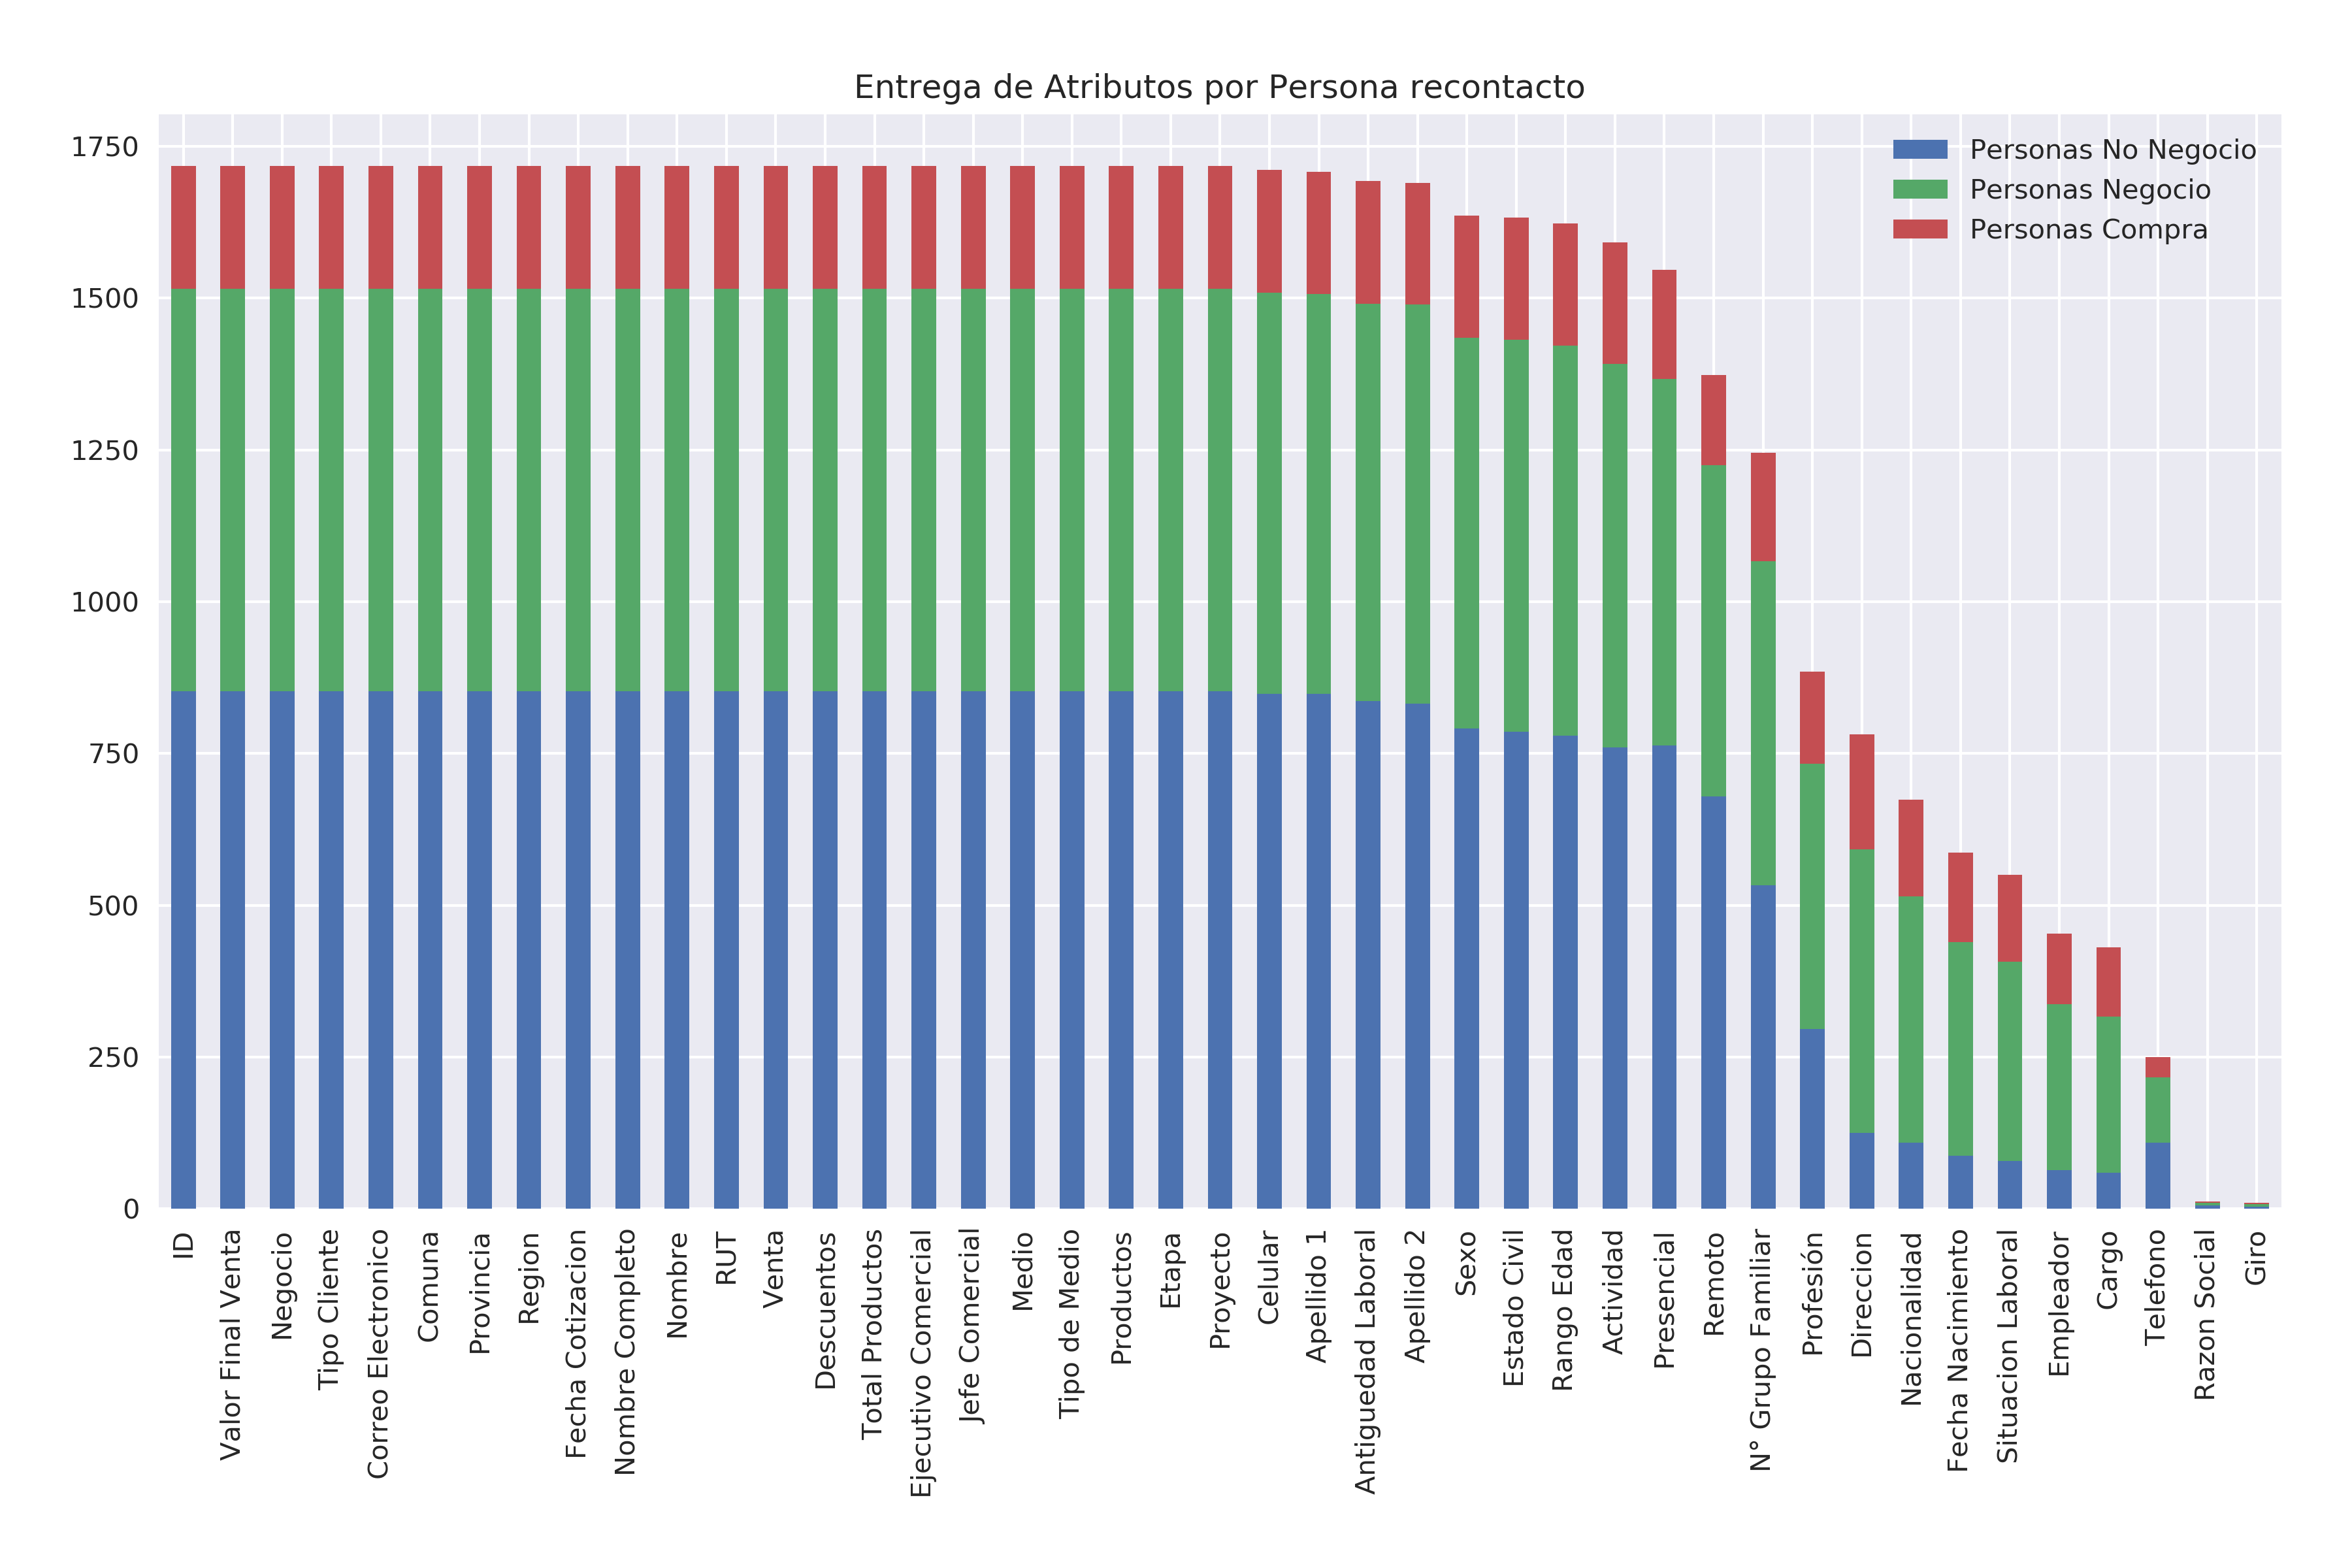 Entrega de Atributos por Persona recontacto
1750
1500
1250
1000
750
500
250
0
Personas No Negocio
Personas Negocio
Personas Compra
ID
Valor Final Venta
Negocio
Tipo Cliente
Correo Electronico
Comuna
Provincia
Region
Fecha Cotizacion
Nombre Completo
Nombre
RUT
Venta
Descuentos
Total Productos
Ejecutivo Comercial
Jefe Comercial
Medio
Tipo de Medio
Productos
Etapa
Proyecto
Celular
Apellido 1
Antiguedad Laboral
Apellido 2
Sexo
Estado Civil
Rango Edad
Actividad
Presencial
Remoto
N° Grupo Familiar
Profesión
Direccion
Nacionalidad
Fecha Nacimiento
Situacion Laboral
Empleador
Cargo
Telefono
Razon Social
Giro